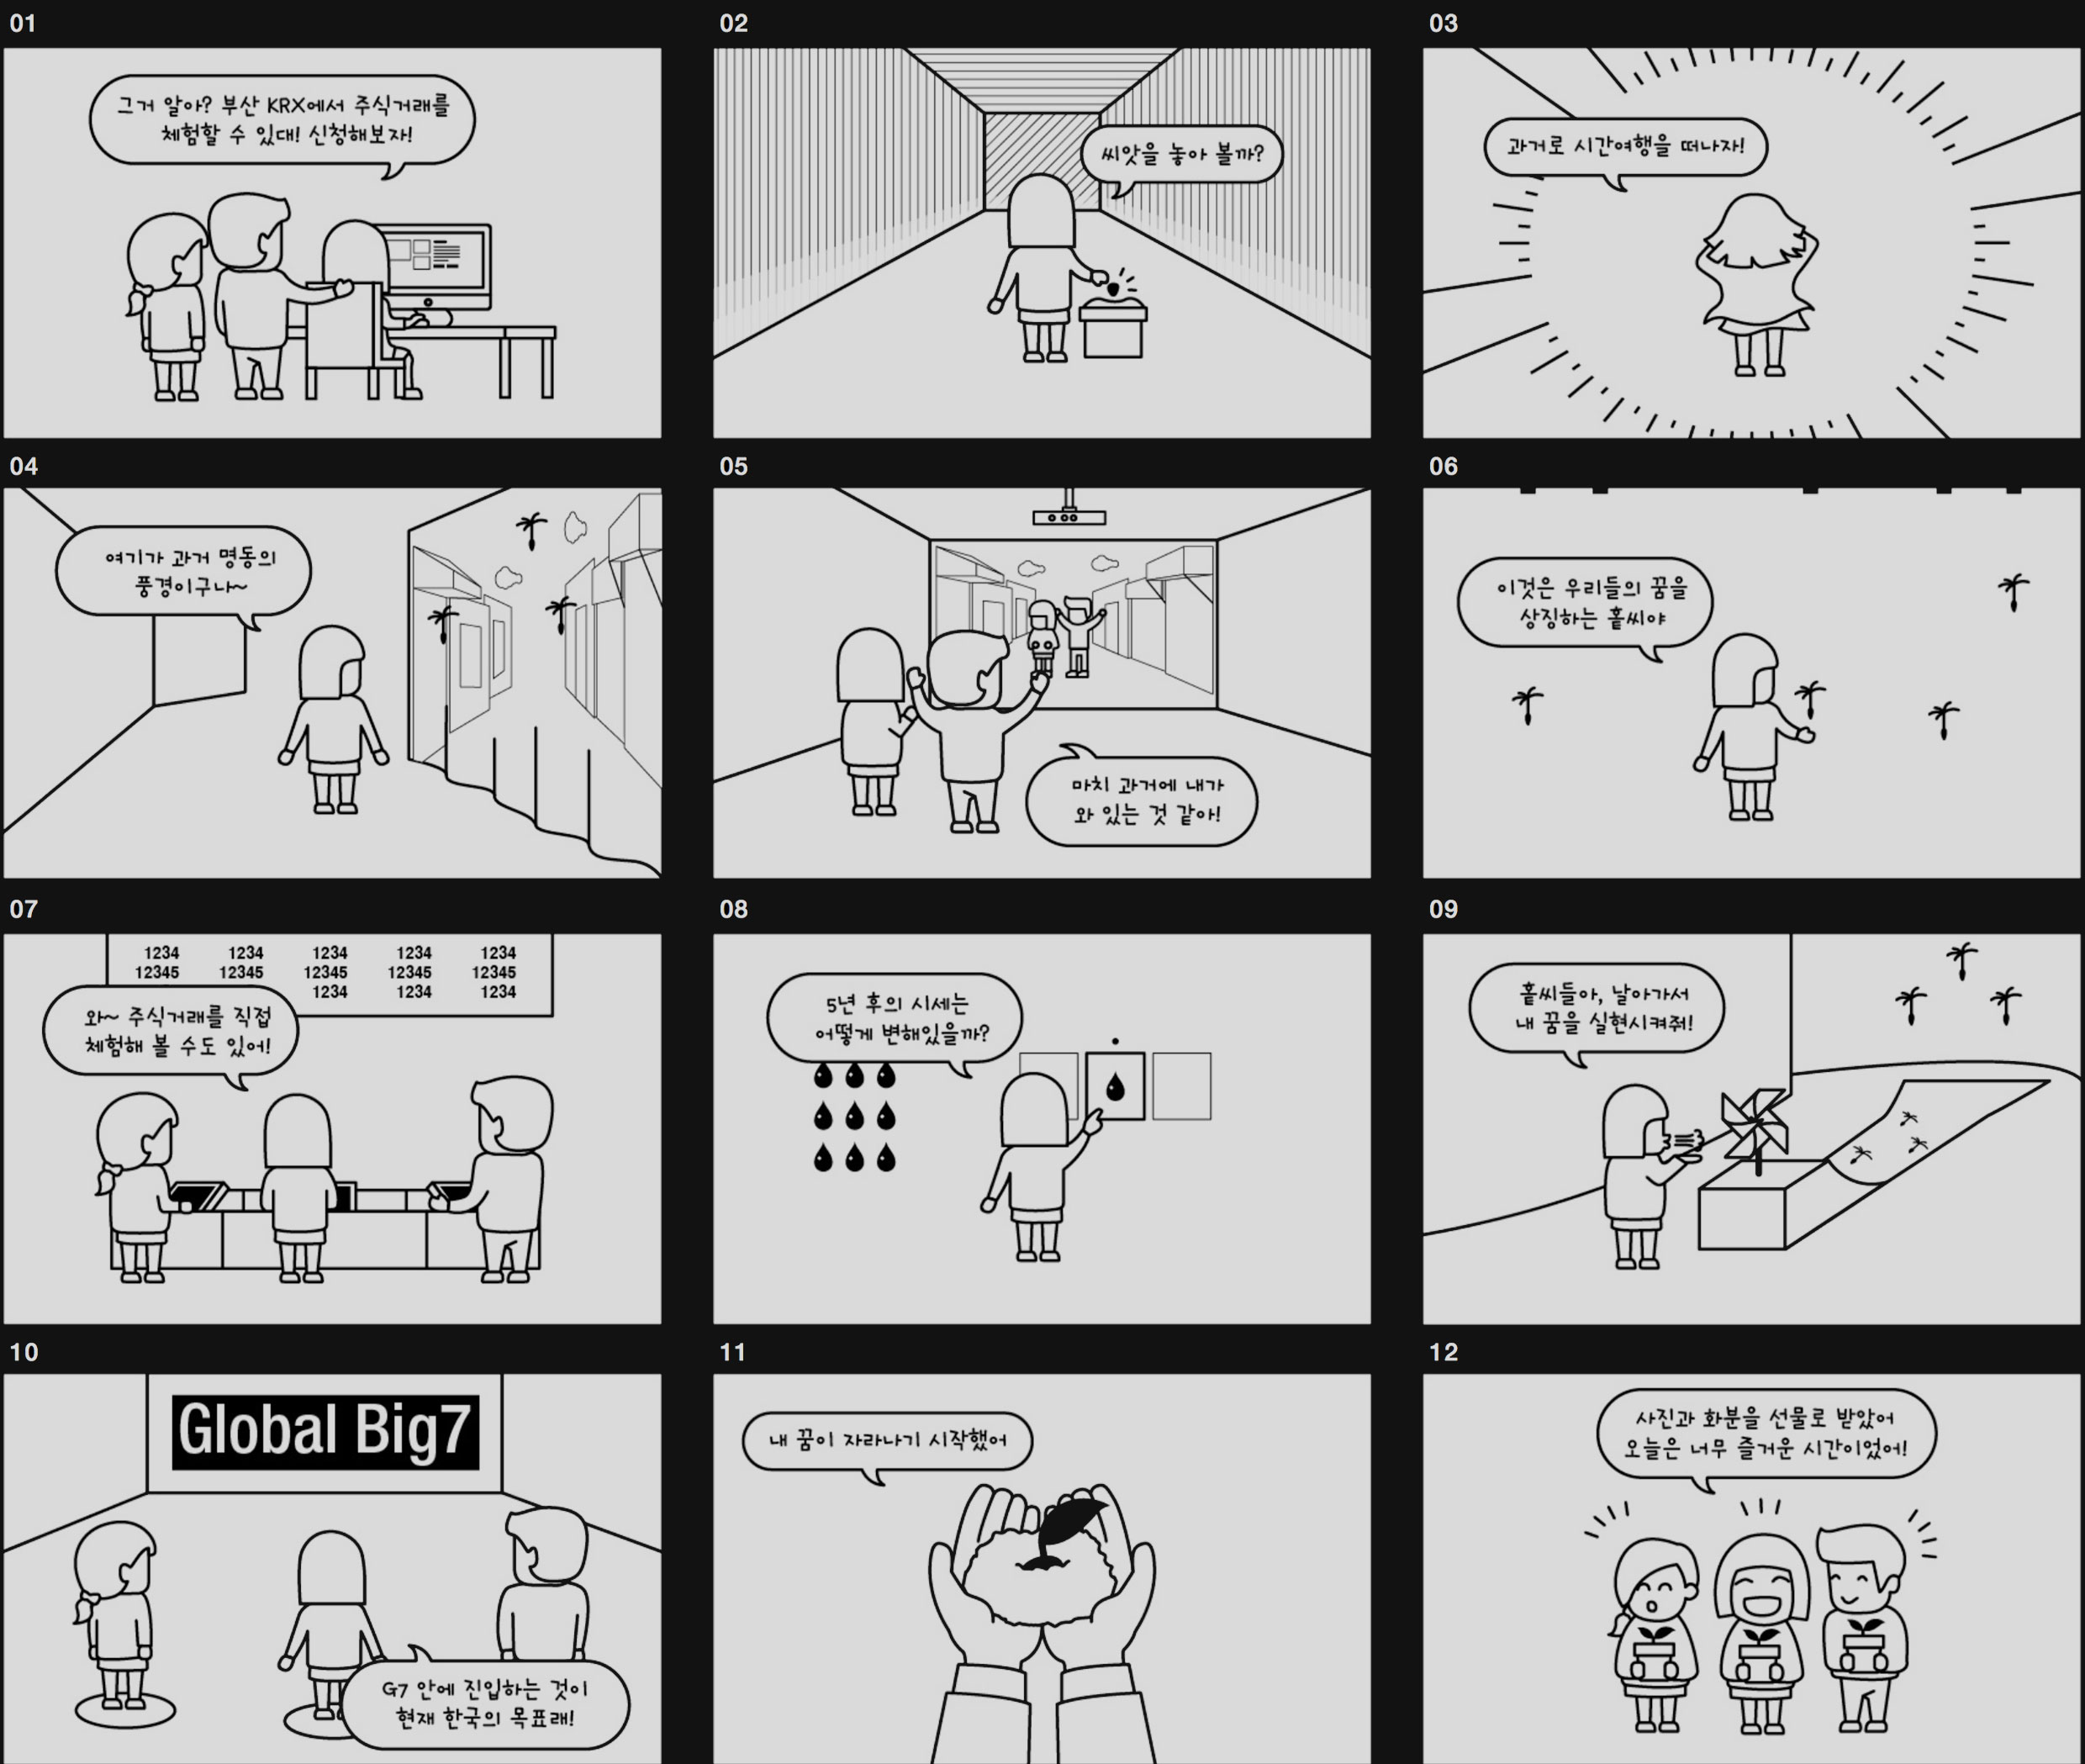 01
그거 알아? 부산 KRX에서 주식거래를
체험할 수 있대! 신청해보자!
02
씨앗을 놓아 볼까?
03
과거로 시간여행을 떠나자!
04
여기가 과거 명동의
풍경이구나~
05
마치 과거에 내가
와 있는 것 같아!
06
이것은 우리들의 꿈을
상징하는 홀씨야
07
1234 1234 1234 1234 1234
12345 12345 12345 12345 12345
1234 1234 1234
와~ 주식거래를 직접
체험해 볼 수도 있어!
08
5년 후의 시세는
어떻게 변해있을까?
09
홀씨들아, 날아가서
내 꿈을 실현시켜줘!
10
Global Big7
G7 안에 진입하는 것이
현재 한국의 목표래!
11
내 꿈이 자라나기 시작했어
12
사진과 화분을 선물로 받았어
오늘은 너무 즐거운 시간이었어!